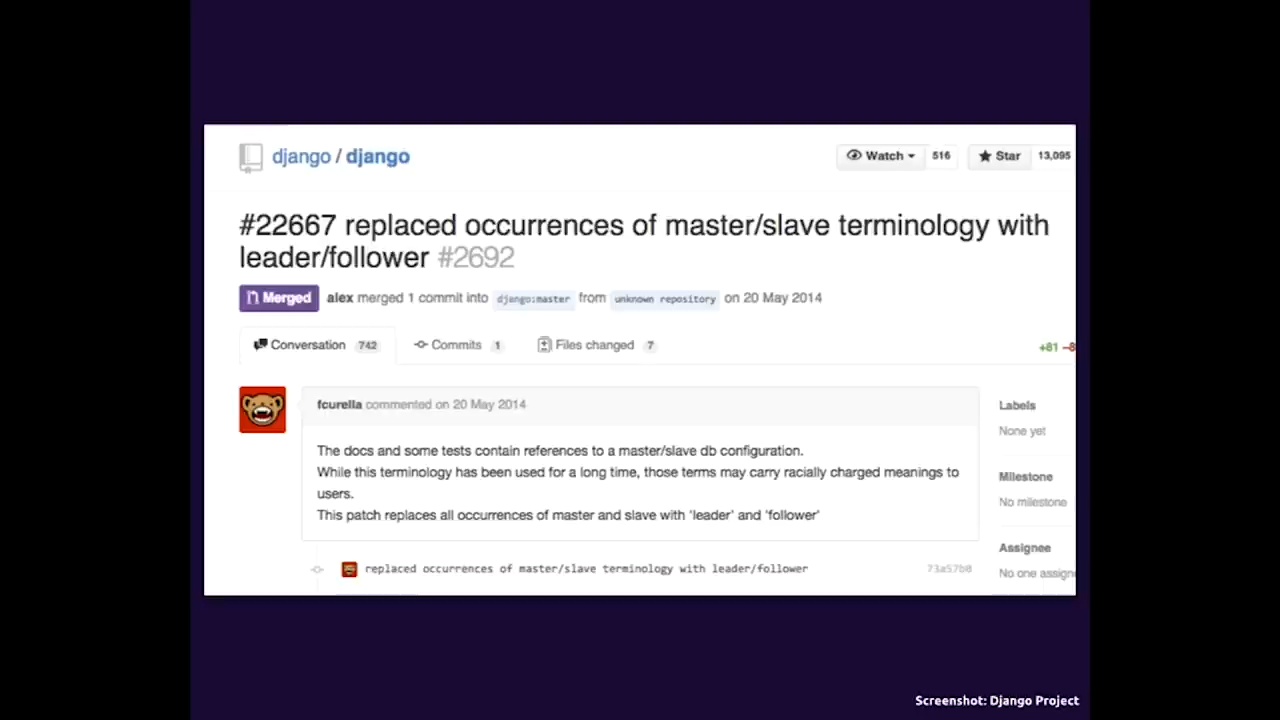 django / django
Watch 516 Star 13,095
#22667 replaced occurrences of master/slave terminology with
leader/follower #2692
Merged alex merged 1 commit into django:master from unknown repository on 20 May 2014
Conversation 742 Commits 1 Files changed 7
+81 −8
fcurella commented on 20 May 2014
The docs and some tests contain references to a master/slave db configuration.
While this terminology has been used for a long time, those terms may carry racially charged meanings to
users.
This patch replaces all occurrences of master and slave with 'leader' and 'follower'
replaced occurrences of master/slave terminology with leader/follower 73a57b0
Labels
None yet
Milestone
No milestone
Assignee
No one assign
Screenshot: Django Project